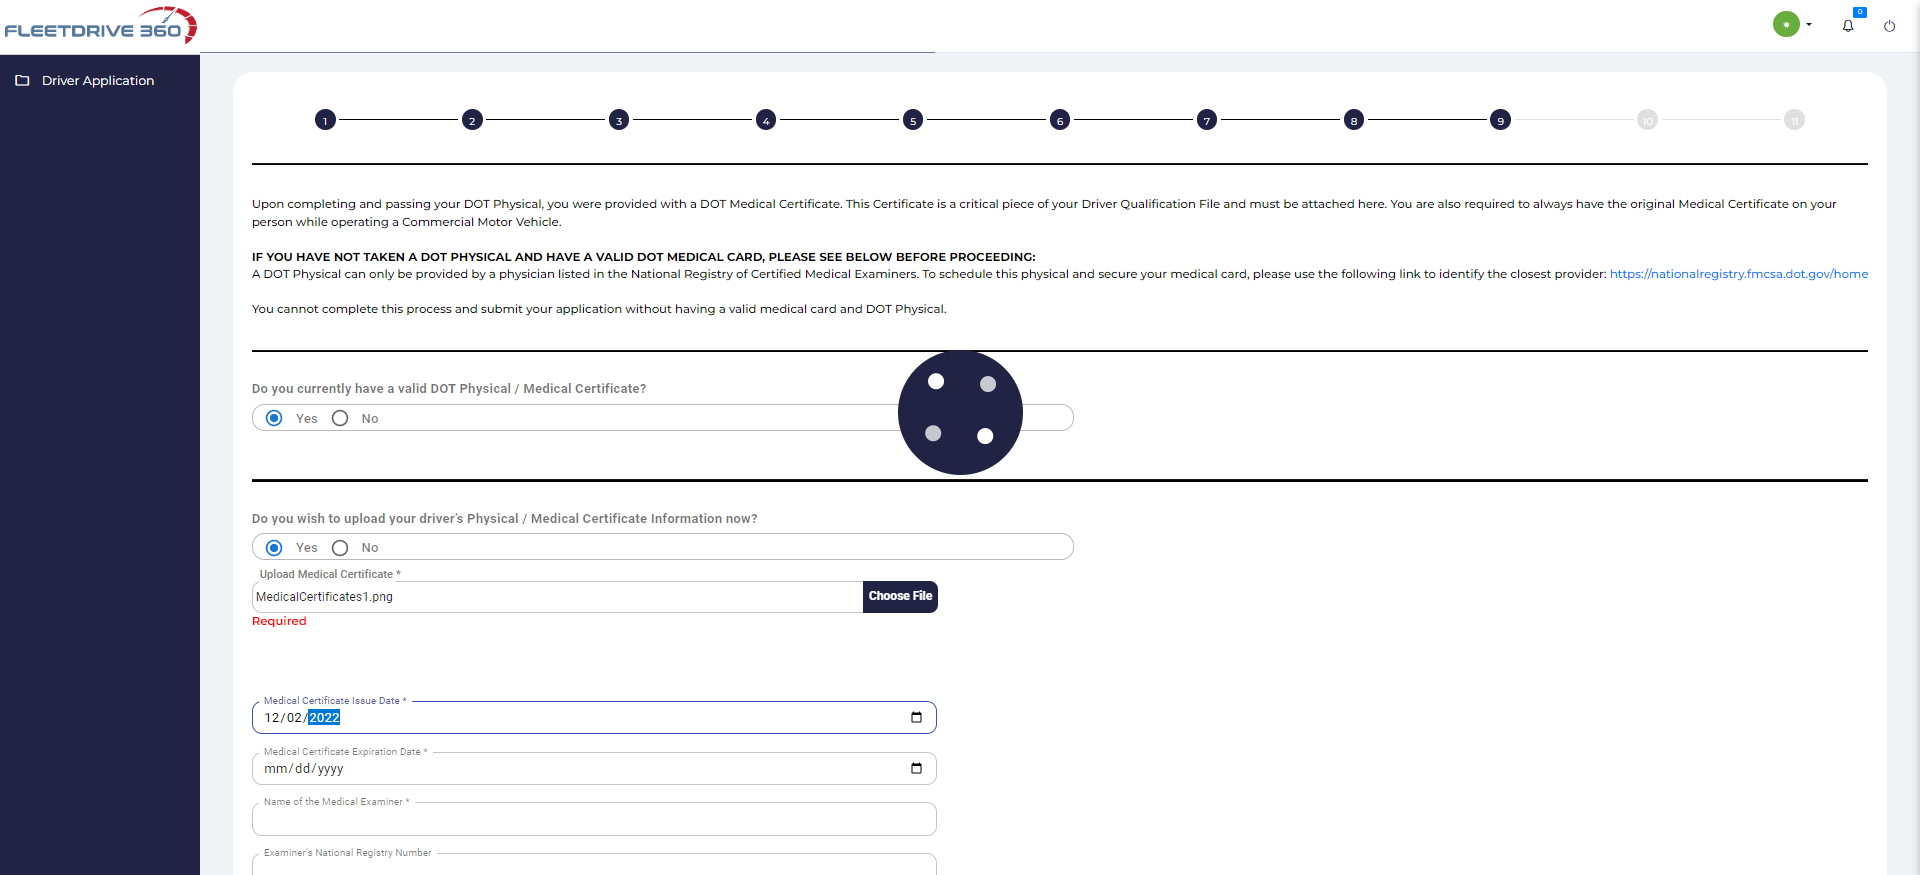 FLEETDRIVE 360
0
Driver Application
1 2 3 4 5 6 7 8 9 10 11
Upon completing and passing your DOT Physical, you were provided with a DOT Medical Certificate. This Certificate is a critical piece of your Driver Qualification File and must be attached here. You are also required to always have the original Medical Certificate on your
person while operating a Commercial Motor Vehicle.
IF YOU HAVE NOT TAKEN A DOT PHYSICAL AND HAVE A VALID DOT MEDICAL CARD, PLEASE SEE BELOW BEFORE PROCEEDING:
A DOT Physical can only be provided by a physician listed in the National Registry of Certified Medical Examiners. To schedule this physical and secure your medical card, please use the following link to identify the closest provider: https://nationalregistry.fmcsa.dot.gov/home
You cannot complete this process and submit your application without having a valid medical card and DOT Physical.
Do you currently have a valid DOT Physical / Medical Certificate?
Yes No
Do you wish to upload your driver's Physical / Medical Certificate Information now?
Yes No
Upload Medical Certificate *
MedicalCertificates1.png Choose File
Required
Medical Certificate Issue Date *
12/02/2022
Medical Certificate Expiration Date *
mm/dd/yyyy
Name of the Medical Examiner *
Examiner's National Registry Number